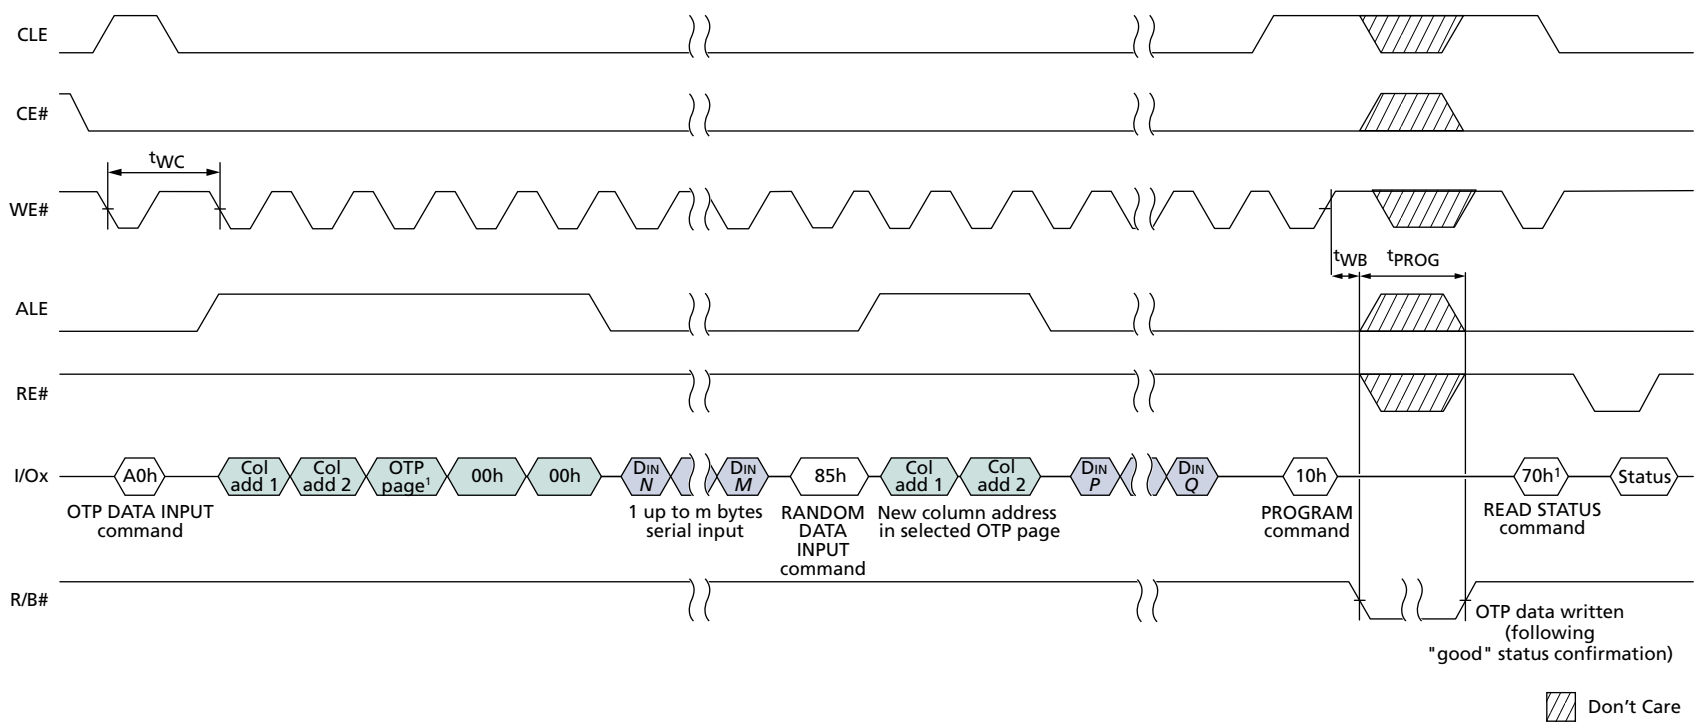 CLE
CE#
tWC
WE#
tWB
tPROG
ALE
RE#
I/Ox
A0h
Col
add 1
Col
add 2
OTP
page1
00h
00h
DIN
N
DIN
M
85h
Col
add 1
Col
add 2
DIN
P
DIN
Q
10h
70h1
Status
OTP DATA INPUT
command
1 up to m bytes
serial input
RANDOM
DATA
INPUT
command
New column address
in selected OTP page
PROGRAM
command
READ STATUS
command
R/B#
OTP data written
(following
"good" status confirmation)
Don't Care